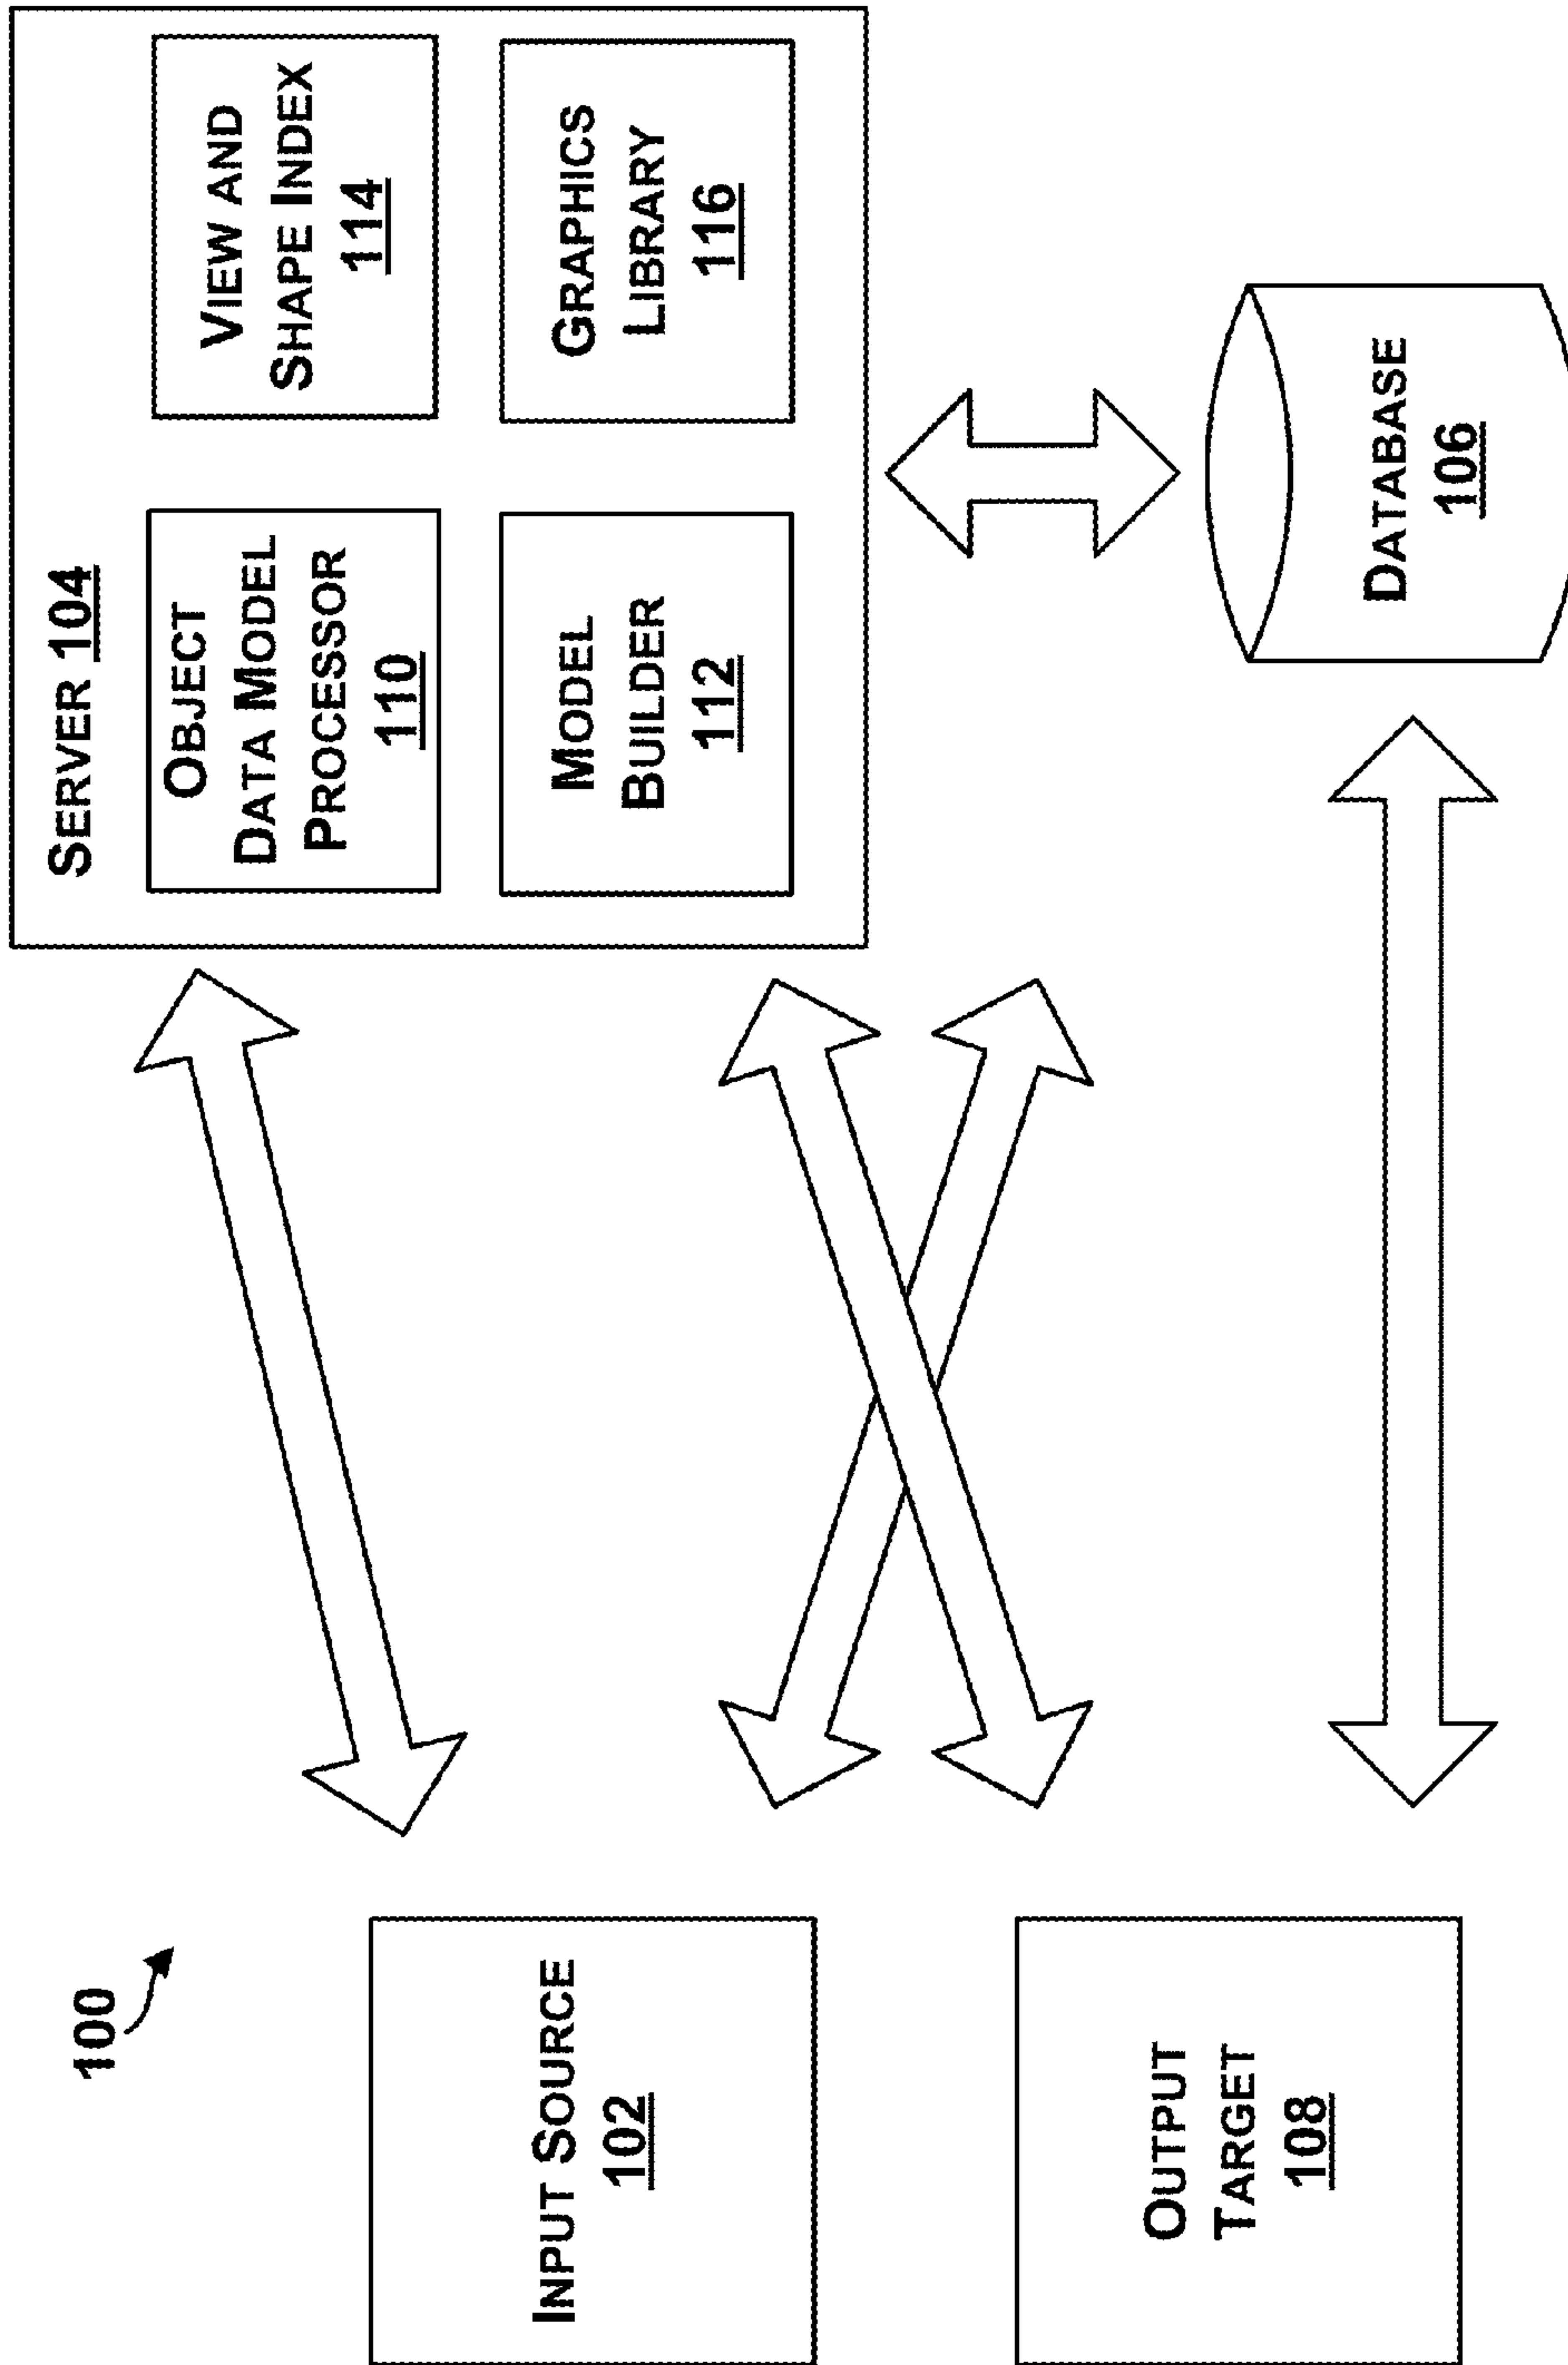 100
INPUT SOURCE
102
OUTPUT
TARGET
108
SERVER 104
OBJECT
DATA MODEL
PROCESSOR
110
VIEW AND
SHAPE INDEX
114
MODEL
BUILDER
112
GRAPHICS
LIBRARY
116
DATABASE
106